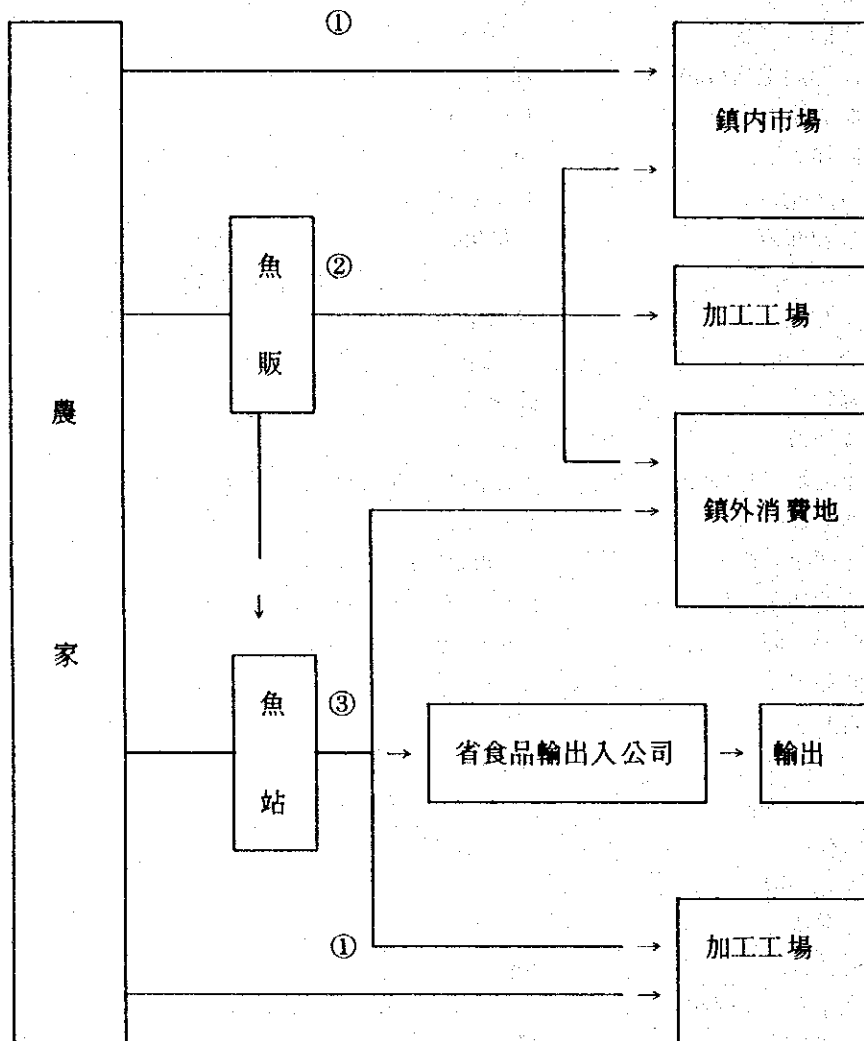 ①
鎮内市場
魚販
②
加工工場
農家
鎮外消費地
魚站
③
省食品輸出入公司
輸出
①
加工工場